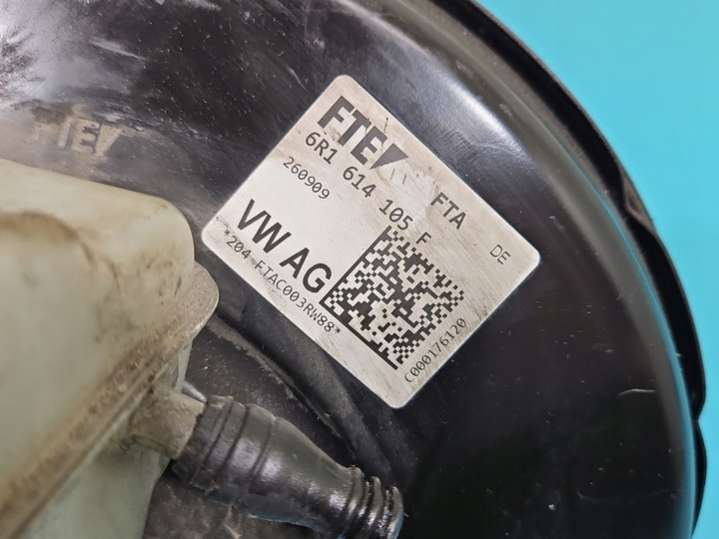 FTE
FTE
6R1 614 105 F
FTA
DE
260909
VW AG
*204 FTAC003RW88*
C000176120